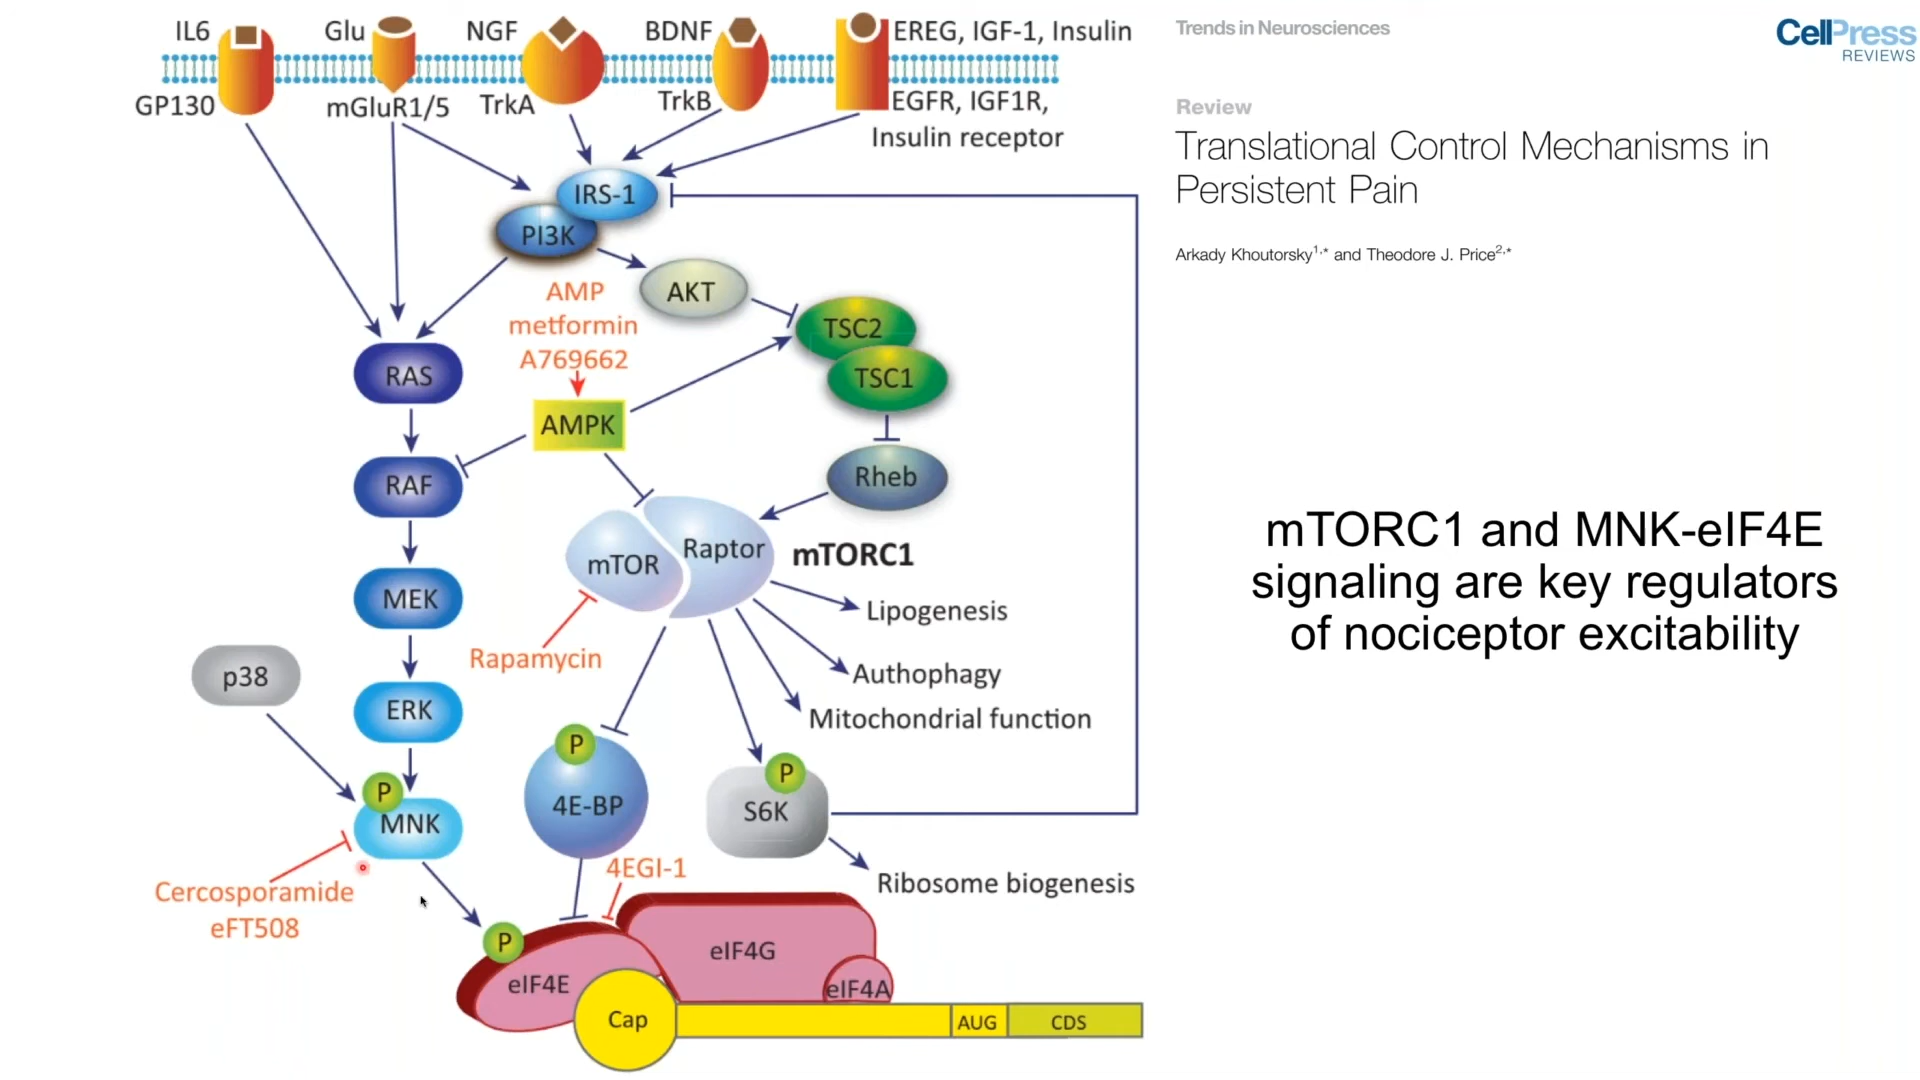 IL6
Glu
NGF
BDNF
EREG, IGF-1, Insulin
GP130
mGluR1/5
TrkA
TrkB
EGFR, IGF1R,
Insulin receptor
IRS-1
PI3K
AKT
AMP
metformin
A769662
TSC2
TSC1
RAS
AMPK
RAF
Rheb
mTOR
Raptor
mTORC1
MEK
Lipogenesis
Rapamycin
Authophagy
p38
ERK
Mitochondrial function
P
P
P
MNK
4E-BP
S6K
4EGI-1
Cercosporamide
eFT508
Ribosome biogenesis
P
eIF4E
eIF4G
eIF4A
Cap
AUG
CDS
Trends in Neurosciences
CellPress
REVIEWS
Review
Translational Control Mechanisms in
Persistent Pain
Arkady Khoutorsky1,* and Theodore J. Price2,*
mTORC1 and MNK-eIF4E
signaling are key regulators
of nociceptor excitability